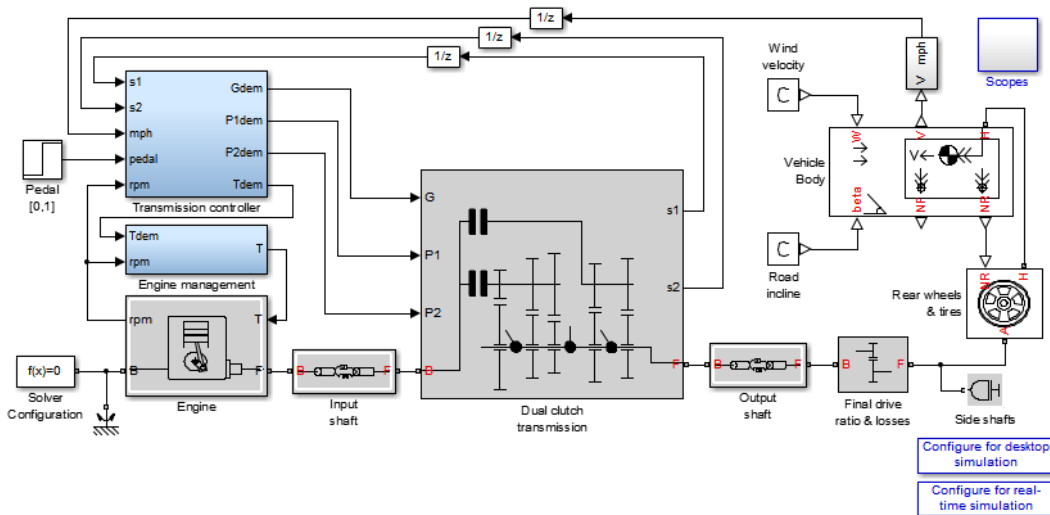 1/z
1/z
1/z
s1
s2
mph
pedal
rpm
Gdem
P1dem
P2dem
Tdem
Transmission controller
Pedal
[0,1]
Tdem
rpm
T
Engine management
rpm
T
B
F
Engine
f(x)=0
Solver
Configuration
B
F
Input
shaft
G
P1
P2
B
s1
s2
F
Dual clutch
transmission
B
F
Output
shaft
B
F
Final drive
ratio & losses
Side shafts
Wind
velocity
C
V mph
Scopes
W
V
H
V
beta
NF
NR
Vehicle
Body
C
Road
incline
NR
H
A
Rear wheels
& tires
Configure for desktop
simulation
Configure for real-
time simulation